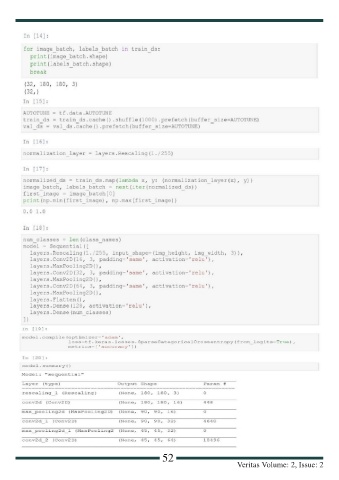 In [14]:
for image_batch, labels_batch in train_ds:
print(image_batch.shape)
print(labels_batch.shape)
break
(32, 180, 180, 3)
(32,)
In [15]:
AUTOTUNE = tf.data.AUTOTUNE
train_ds = train_ds.cache().shuffle(1000).prefetch(buffer_size=AUTOTUNE)
val_ds = val_ds.cache().prefetch(buffer_size=AUTOTUNE)
In [16]:
normalization_layer = layers.Rescaling(1./255)
In [17]:
normalized_ds = train_ds.map(lambda x, y: (normalization_layer(x), y))
image_batch, labels_batch = next(iter(normalized_ds))
first_image = image_batch[0]
print(np.min(first_image), np.max(first_image))
0.0 1.0
In [18]:
num_classes = len(class_names)
model = Sequential([
layers.Rescaling(1./255, input_shape=(img_height, img_width, 3)),
layers.Conv2D(16, 3, padding='same', activation='relu'),
layers.MaxPooling2D(),
layers.Conv2D(32, 3, padding='same', activation='relu'),
layers.MaxPooling2D(),
layers.Conv2D(64, 3, padding='same', activation='relu'),
layers.MaxPooling2D(),
layers.Flatten(),
layers.Dense(128, activation='relu'),
layers.Dense(num_classes)
])
In [19]:
model.compile(optimizer='adam',
loss=tf.keras.losses.SparseCategoricalCrossentropy(from_logits=True),
metrics=['accuracy'])
In [20]:
model.summary()
Model: "sequential"
Layer (type) Output Shape Param #
rescaling_1 (Rescaling) (None, 180, 180, 3) 0
conv2d (Conv2D) (None, 180, 180, 16) 448
max_pooling2d (MaxPooling2D (None, 90, 90, 16) 0
conv2d_1 (Conv2D) (None, 90, 90, 32) 4640
max_pooling2d_1 (MaxPooling2 (None, 45, 45, 32) 0
conv2d_2 (Conv2D) (None, 45, 45, 64) 18496
52
Veritas Volume: 2, Issue: 2